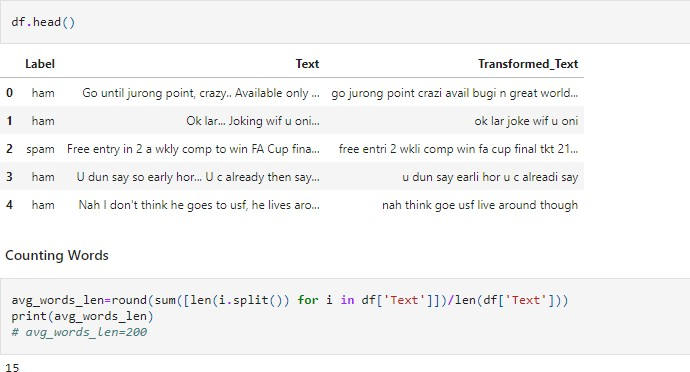 df.head()
Label Text Transformed_Text
0 ham Go until jurong point, crazy.. Available only ... go jurong point crazi avail bugi n great world...
1 ham Ok lar... Joking wif u oni... ok lar joke wif u oni
2 spam Free entry in 2 a wkly comp to win FA Cup fina... free entri 2 wkli comp win fa cup final tkt 21...
3 ham U dun say so early hor... U c already then say... u dun say earli hor u c alreadi say
4 ham Nah I don't think he goes to usf, he lives aro... nah think goe usf live around though
Counting Words
avg_words_len=round(sum([len(i.split()) for i in df['Text']])/len(df['Text']))
print(avg_words_len)
# avg_words_len=200
15